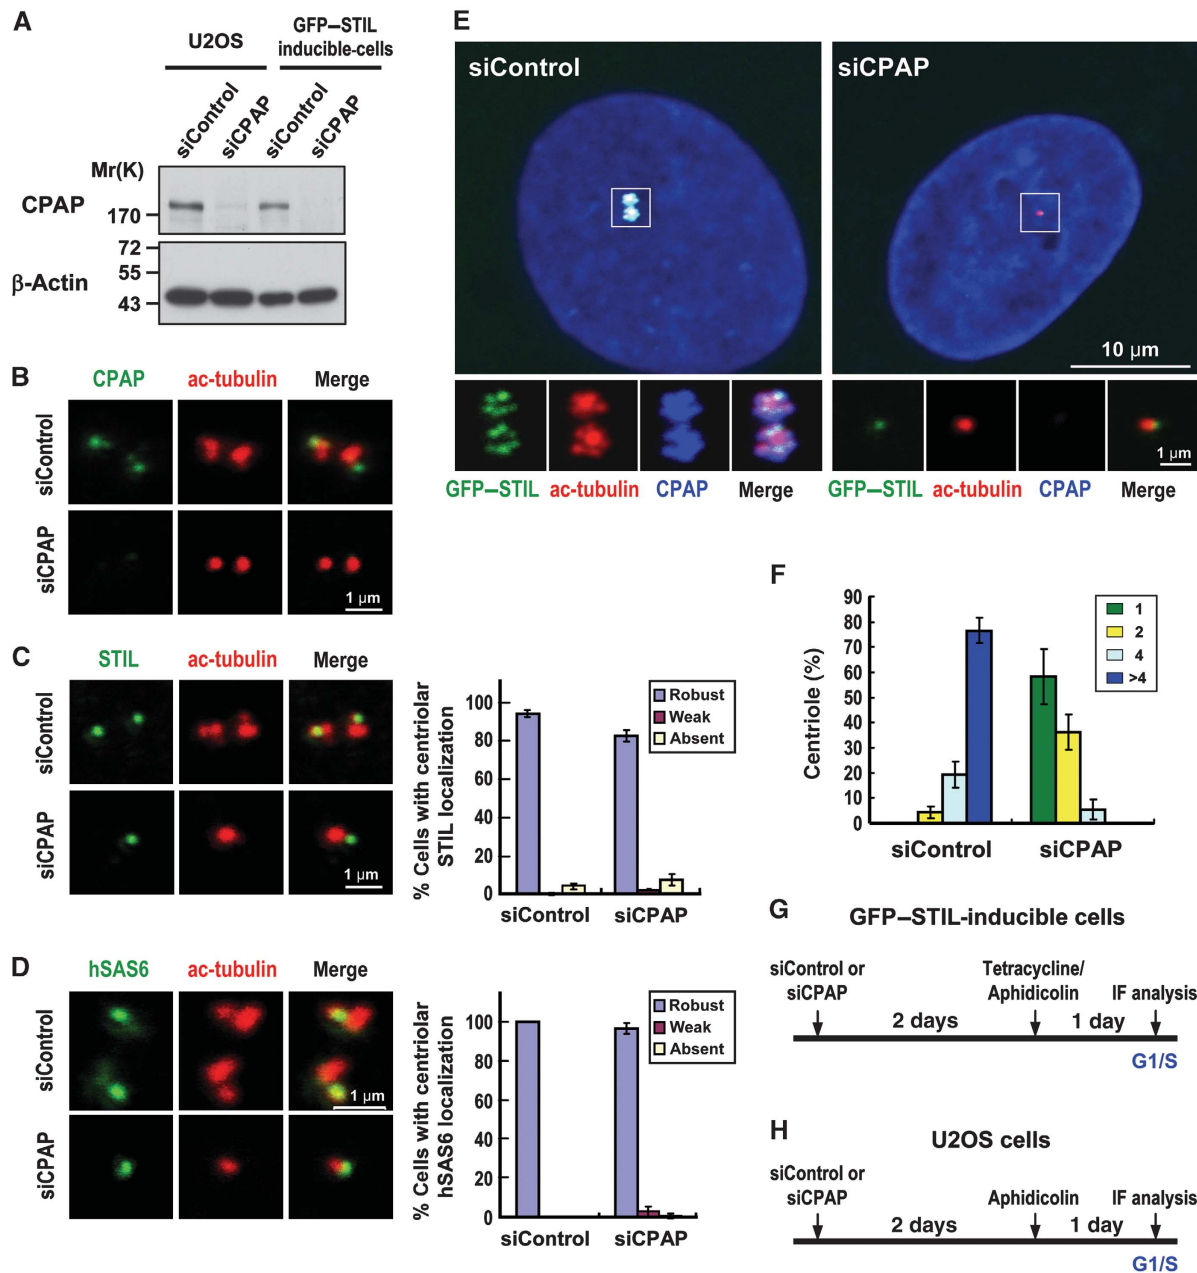 A
U2OS
GFP–STIL
inducible-cells
siControl
siCPAP
siControl
siCPAP
Mr(K)
CPAP
170
72
55
43
β-Actin
B
CPAP
ac-tubulin
Merge
siControl
siCPAP
1 μm
C
STIL
ac-tubulin
Merge
siControl
siCPAP
1 μm
% Cells with centriolar
STIL localization
100
80
60
40
20
0
Robust
Weak
Absent
siControl
siCPAP
D
hSAS6
ac-tubulin
Merge
siControl
1 μm
siCPAP
% Cells with centriolar
hSAS6 localization
100
80
60
40
20
0
Robust
Weak
Absent
siControl
siCPAP
E
siControl
siCPAP
10 μm
1 μm
GFP–STIL
ac-tubulin
CPAP
Merge
GFP–STIL
ac-tubulin
CPAP
Merge
F
Centriole (%)
90
80
70
60
50
40
30
20
10
0
1
2
4
>4
siControl
siCPAP
G
GFP–STIL-inducible cells
siControl or
siCPAP
Tetracycline/
Aphidicolin
IF analysis
2 days
1 day
G1/S
H
U2OS cells
siControl or
siCPAP
Aphidicolin
IF analysis
2 days
1 day
G1/S